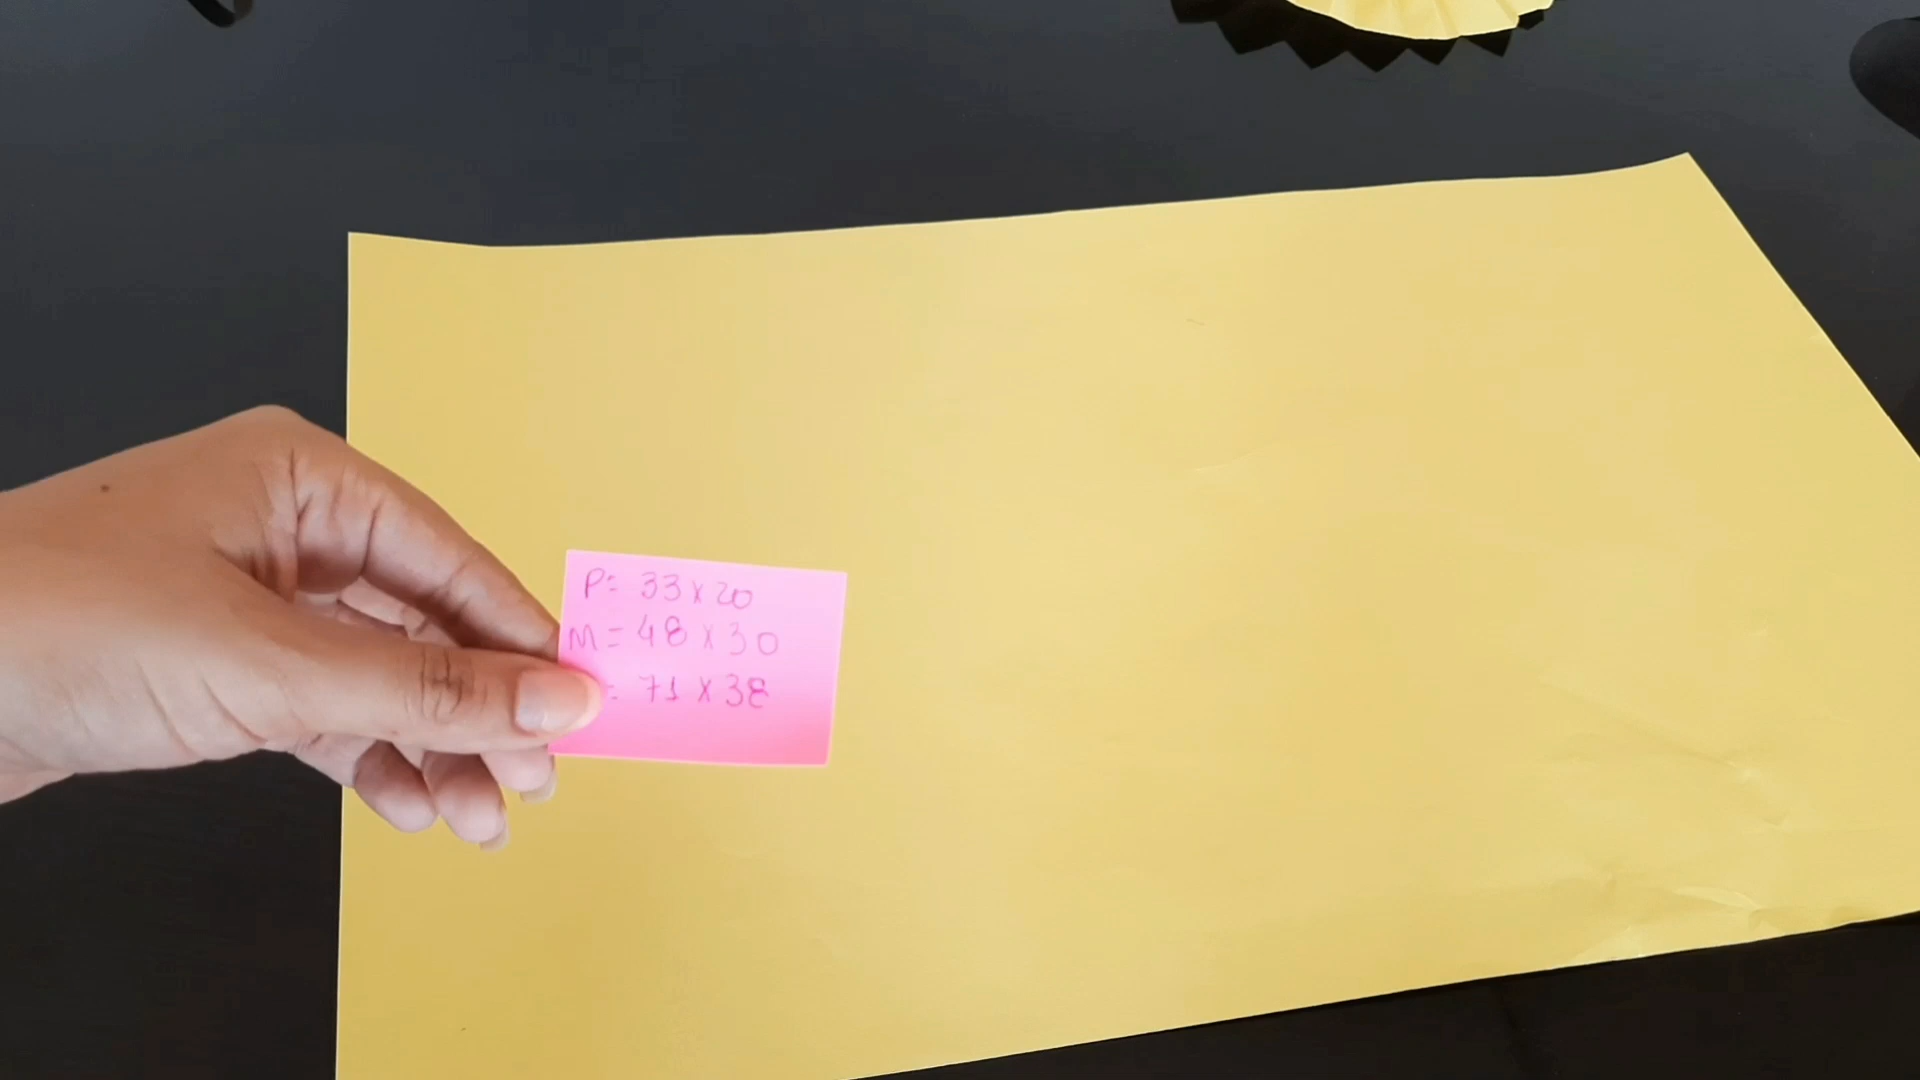 P= 33 x 20
M= 48 x 30
= 71 x 38